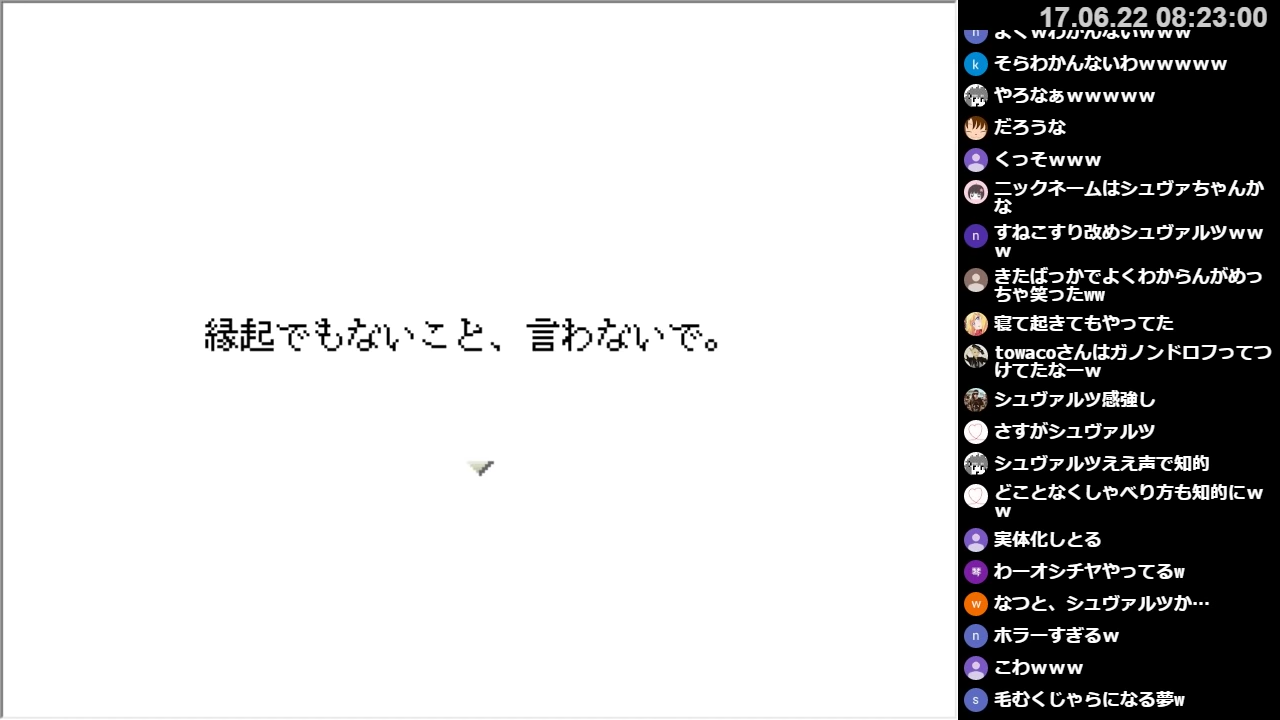 縁起でもないこと、言わないで。
17.06.22 08:23:00
よくｗわかんないｗｗｗ
そらわかんないわｗｗｗｗｗ
やろなぁｗｗｗｗｗ
だろうな
くっそｗｗｗ
ニックネームはシュヴァちゃんか
な
すねこすり改めシュヴァルツｗｗ
ｗ
きたばっかでよくわからんがめっ
ちゃ笑ったww
寝て起きてもやってた
towacoさんはガノンドロフってつ
けてたなーｗ
シュヴァルツ感強し
さすがシュヴァルツ
シュヴァルツええ声で知的
どことなくしゃべり方も知的にｗ
ｗ
実体化しとる
わーオシチヤやってるw
なつと、シュヴァルツか…
ホラーすぎるｗ
こわｗｗｗ
毛むくじゃらになる夢w